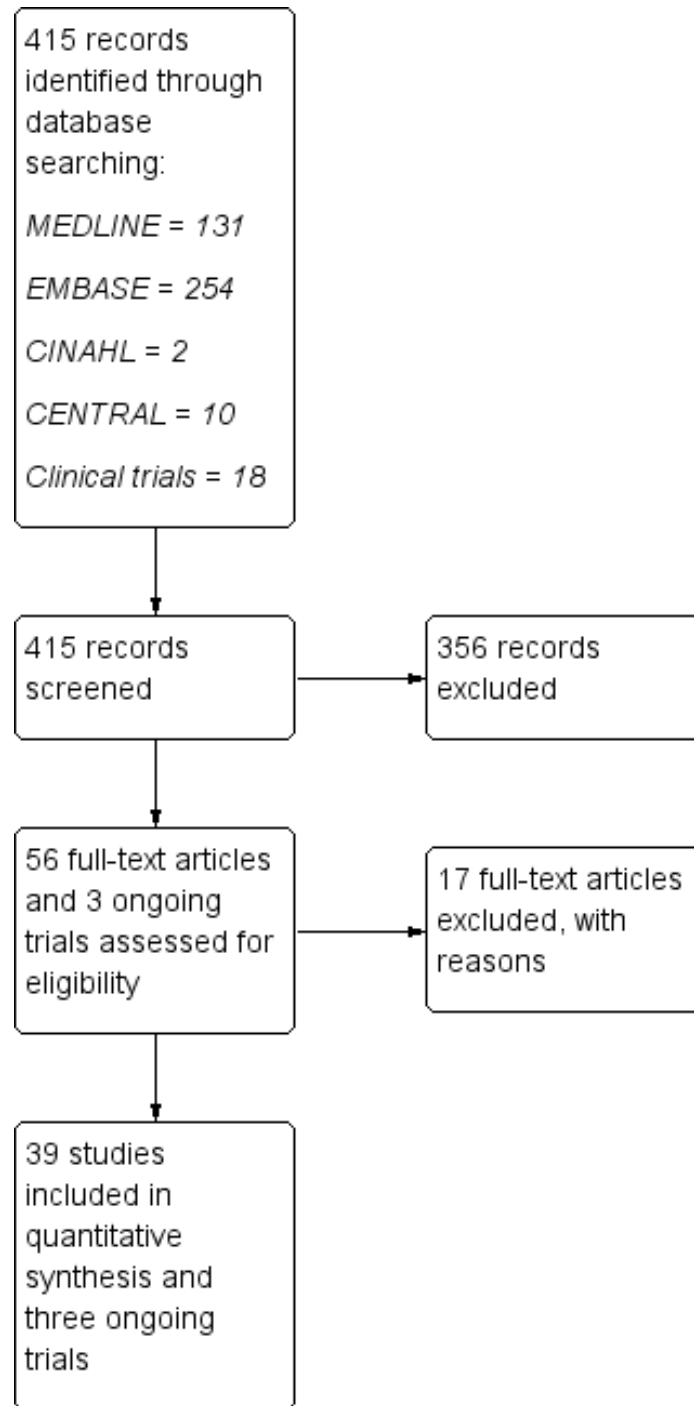 415 records
identified through
database
searching:
MEDLINE = 131
EMBASE = 254
CINAHL = 2
CENTRAL = 10
Clinical trials = 18
415 records
screened
356 records
excluded
56 full-text articles
and 3 ongoing
trials assessed for
eligibility
17 full-text articles
excluded, with
reasons
39 studies
included in
quantitative
synthesis and
three ongoing
trials